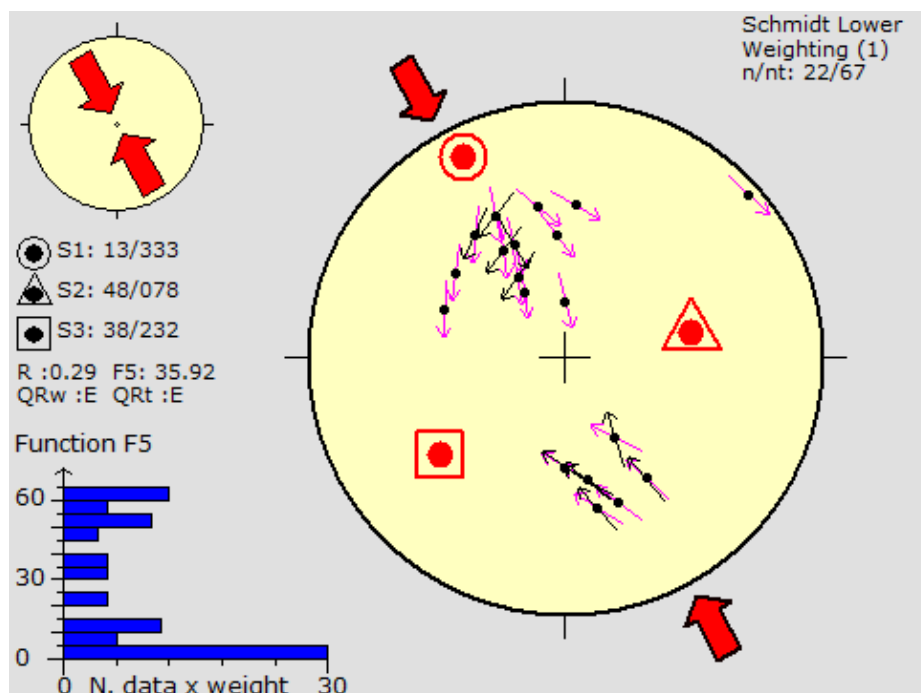 Schmidt Lower
Weighting (1)
n/nt: 22/67
S1: 13/333
S2: 48/078
S3: 38/232
R :0.29 F5: 35.92
QRw :E QRt :E
Function F5
60
30
0
0 N. data x weight 30